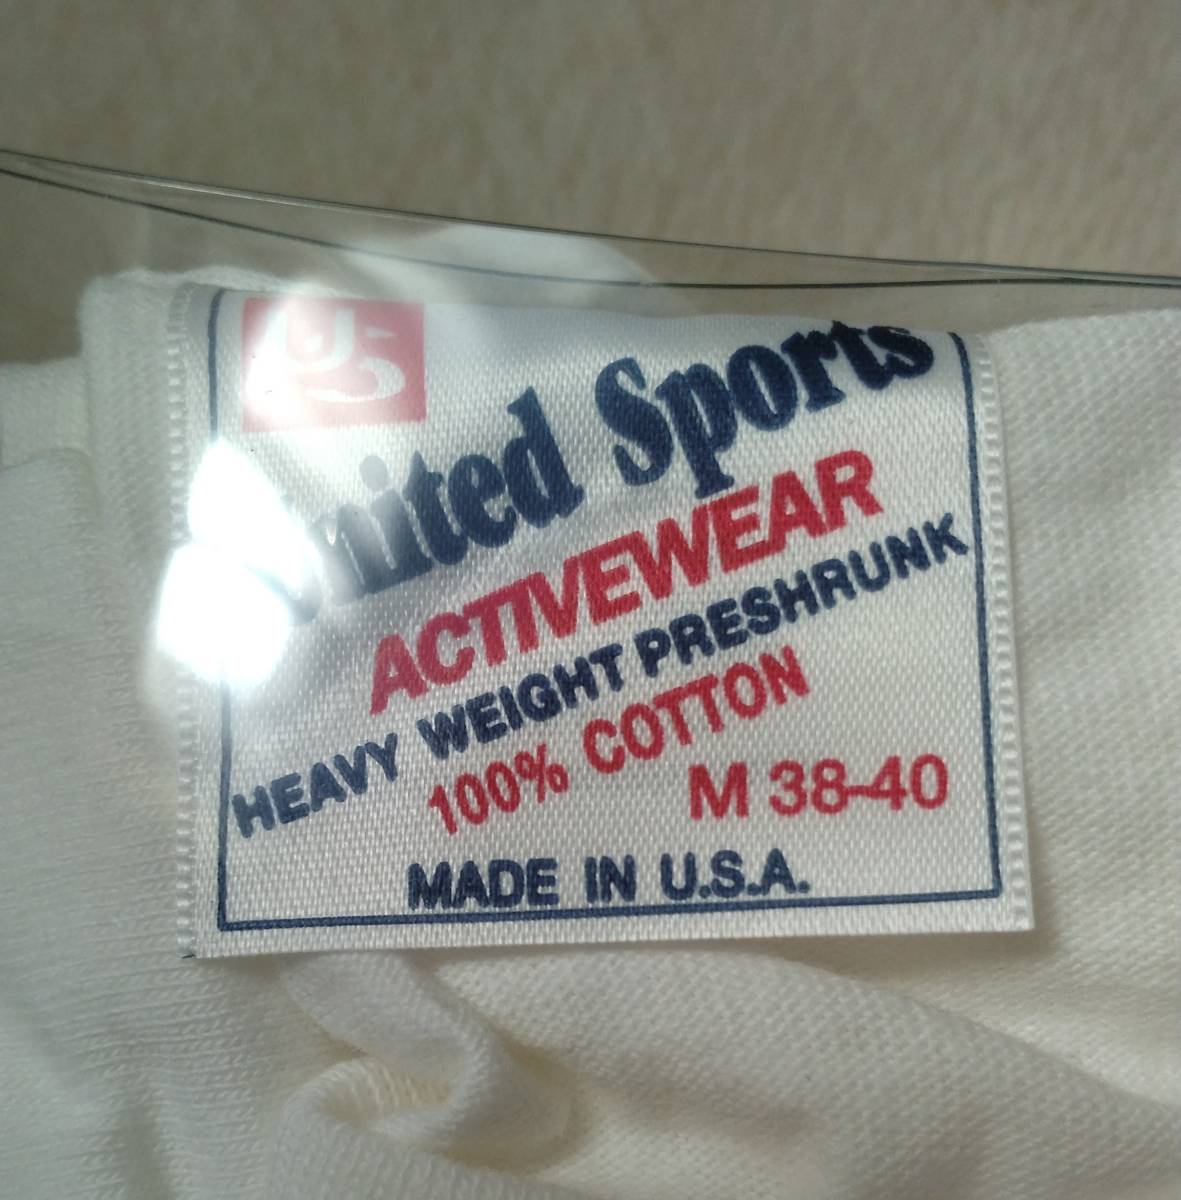 US
United Sports
ACTIVEWEAR
HEAVY WEIGHT PRESHRUNK
100% COTTON
M 38-40
MADE IN U.S.A.